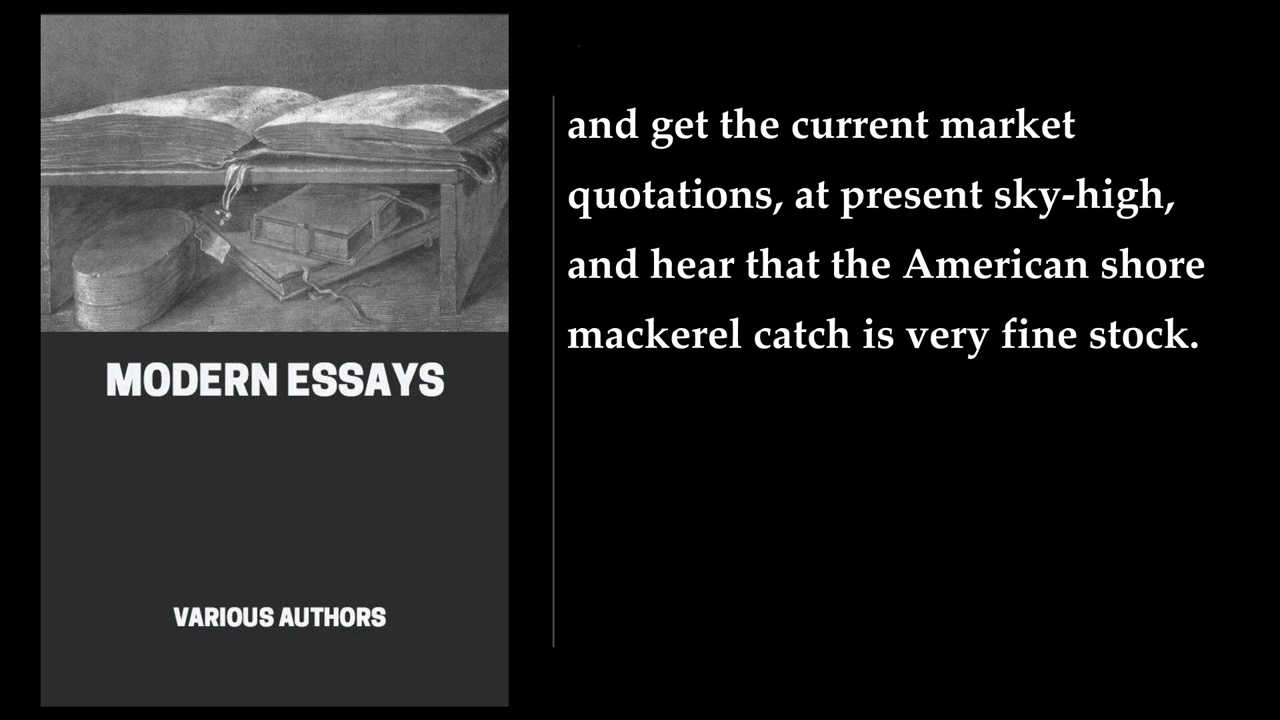 MODERN ESSAYS
VARIOUS AUTHORS
and get the current market
quotations, at present sky-high,
and hear that the American shore
mackerel catch is very fine stock.